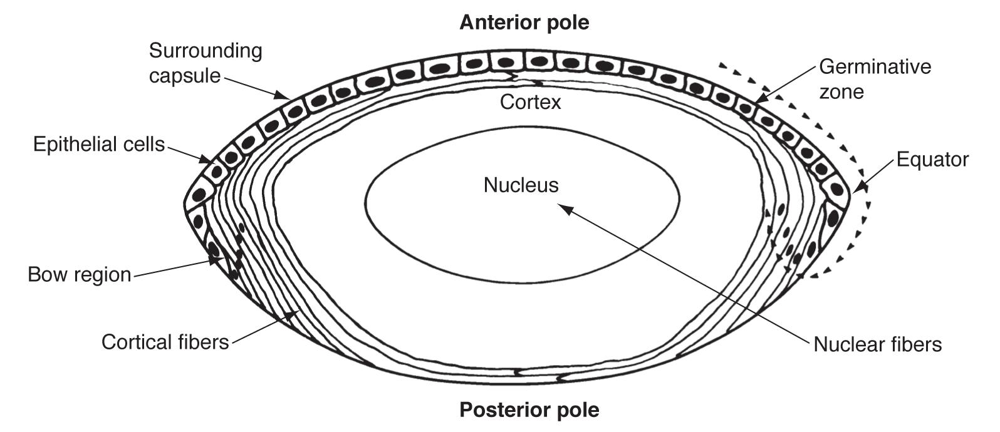 Anterior pole
Surrounding
capsule
Germinative
zone
Cortex
Epithelial cells
Equator
Nucleus
Bow region
Cortical fibers
Nuclear fibers
Posterior pole